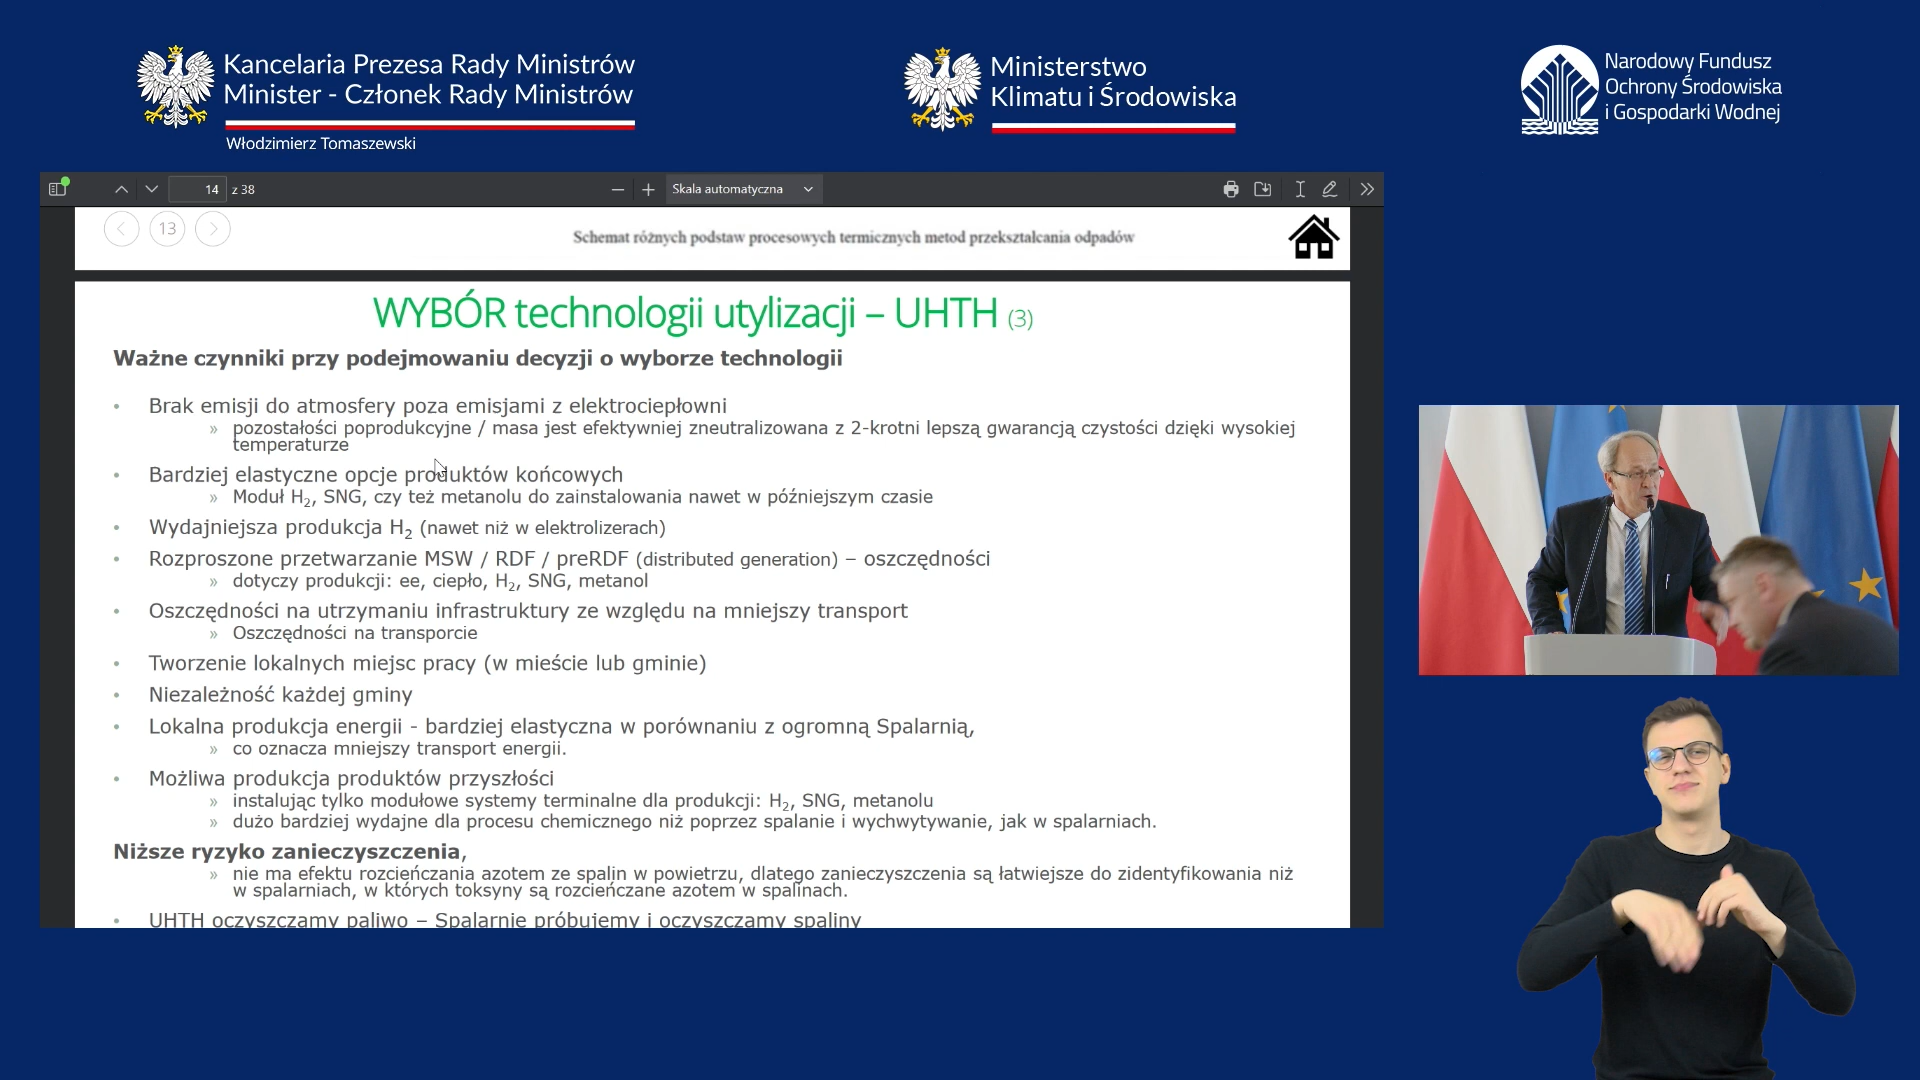 Kancelaria Prezesa Rady Ministrów
Minister - Członek Rady Ministrów
Włodzimierz Tomaszewski
Ministerstwo
Klimatu i Środowiska
Narodowy Fundusz
Ochrony Środowiska
i Gospodarki Wodnej
14 z 38
Skala automatyczna
13
Schemat różnych podstaw procesowych termicznych metod przekształcania odpadów
WYBÓR technologii utylizacji – UHTH (3)
Ważne czynniki przy podejmowaniu decyzji o wyborze technologii
• Brak emisji do atmosfery poza emisjami z elektrociepłowni
» pozostałości poprodukcyjne / masa jest efektywniej zneutralizowana z 2-krotni lepszą gwarancją czystości dzięki wysokiej
temperaturze
• Bardziej elastyczne opcje produktów końcowych
» Moduł H₂, SNG, czy też metanolu do zainstalowania nawet w późniejszym czasie
• Wydajniejsza produkcja H₂ (nawet niż w elektrolizerach)
• Rozproszone przetwarzanie MSW / RDF / preRDF (distributed generation) – oszczędności
» dotyczy produkcji: ee, ciepło, H₂, SNG, metanol
• Oszczędności na utrzymaniu infrastruktury ze względu na mniejszy transport
» Oszczędności na transporcie
• Tworzenie lokalnych miejsc pracy (w mieście lub gminie)
• Niezależność każdej gminy
• Lokalna produkcja energii - bardziej elastyczna w porównaniu z ogromną Spalarnią,
» co oznacza mniejszy transport energii.
• Możliwa produkcja produktów przyszłości
» instalując tylko modułowe systemy terminalne dla produkcji: H₂, SNG, metanolu
» dużo bardziej wydajne dla procesu chemicznego niż poprzez spalanie i wychwytywanie, jak w spalarniach.
Niższe ryzyko zanieczyszczenia,
» nie ma efektu rozcieńczania azotem ze spalin w powietrzu, dlatego zanieczyszczenia są łatwiejsze do zidentyfikowania niż
w spalarniach, w których toksyny są rozcieńczane azotem w spalinach.
• UHTH oczyszczamy paliwo – Spalarnie próbujemy i oczyszczamy spaliny